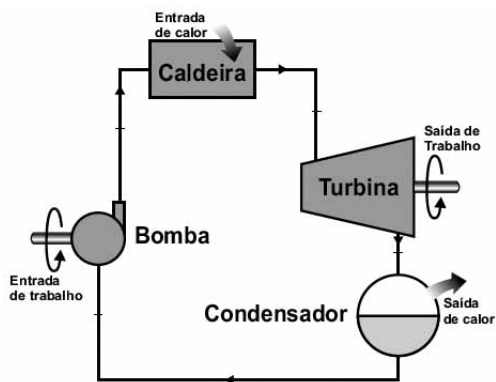 Entrada
de calor
Caldeira
Saída de
Trabalho
Turbina
Bomba
Entrada
de trabalho
Condensador
Saída
de calor